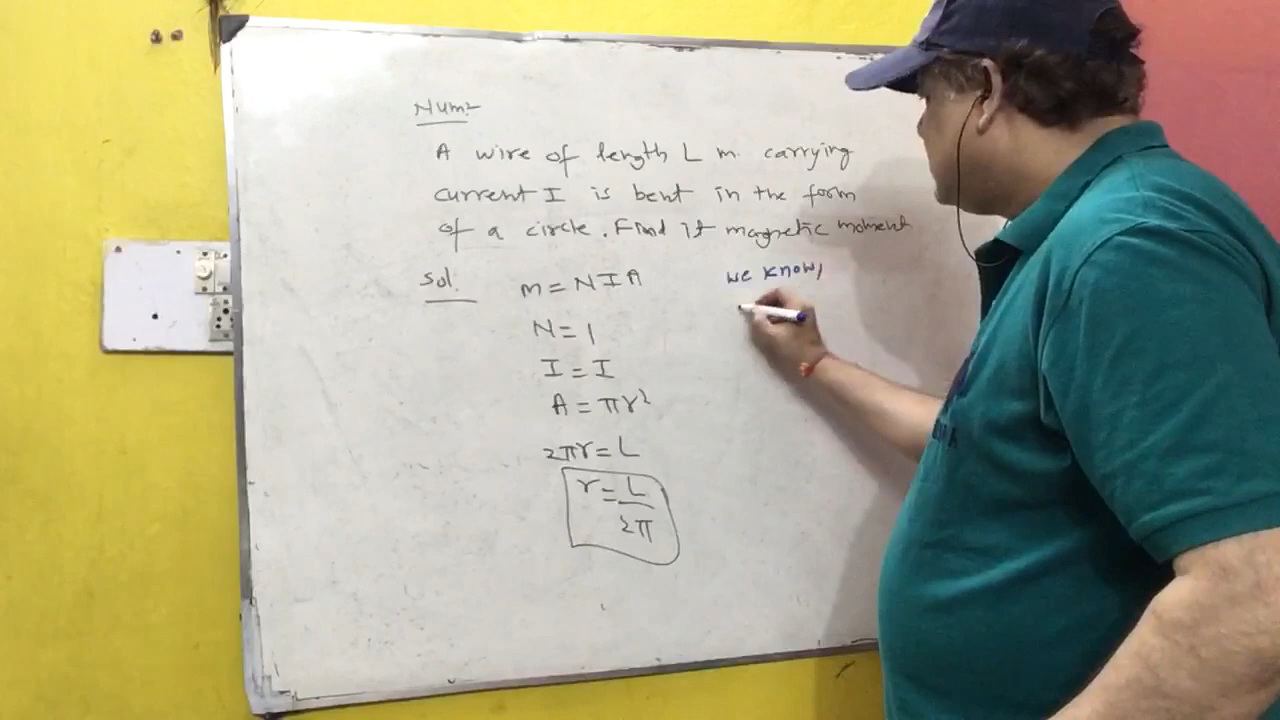 Num:
A wire of length L m. carrying
current I is bent in the form
of a circle. Find it magnetic moment
Sol.
m = NIA
N = 1
I = I
A = πr²
2πr = L
r = L
2π
we know,